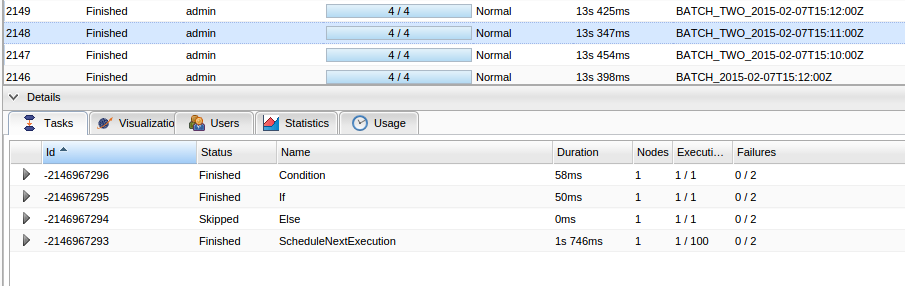 2149 Finished admin 4 / 4 Normal 13s 425ms BATCH_TWO_2015-02-07T15:12:00Z
2148 Finished admin 4 / 4 Normal 13s 347ms BATCH_TWO_2015-02-07T15:11:00Z
2147 Finished admin 4 / 4 Normal 13s 454ms BATCH_TWO_2015-02-07T15:10:00Z
2146 Finished admin 4 / 4 Normal 13s 398ms BATCH_2015-02-07T15:12:00Z
Details
Tasks Visualizatio Users Statistics Usage
Id Status Name Duration Nodes Executi... Failures
-2146967296 Finished Condition 58ms 1 1 / 1 0 / 2
-2146967295 Finished If 50ms 1 1 / 1 0 / 2
-2146967294 Skipped Else 0ms 1 1 / 1 0 / 2
-2146967293 Finished ScheduleNextExecution 1s 746ms 1 1 / 100 0 / 2